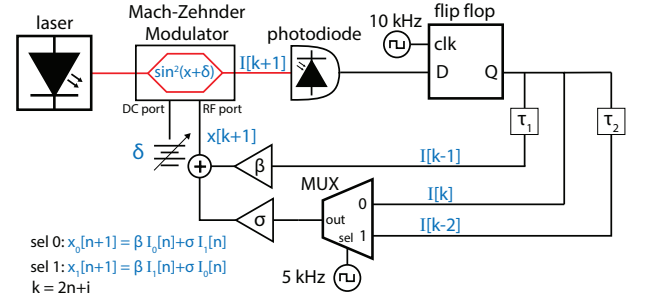 laser
Mach-Zehnder
Modulator
sin²(x+δ)
DC port
RF port
I[k+1]
photodiode
10 kHz
flip flop
clk
D
Q
τ₁
τ₂
δ
x[k+1]
+
β
I[k-1]
MUX
0
I[k]
out
σ
sel 1
I[k-2]
5 kHz
sel 0: x₀[n+1] = β I₀[n]+σ I₁[n]
sel 1: x₁[n+1] = β I₁[n]+σ I₀[n]
k = 2n+i